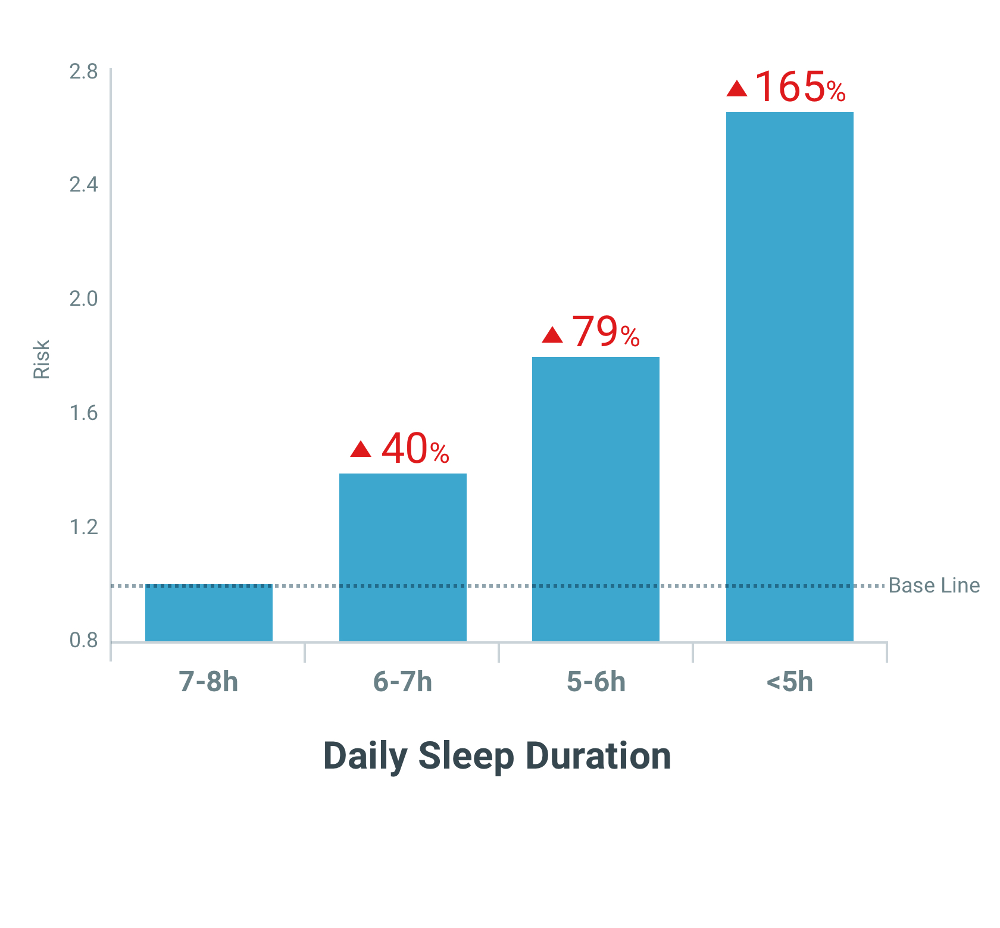 2.8
2.4
2.0
1.6
1.2
0.8
Risk
▲ 165%
▲ 79%
▲ 40%
Base Line
7-8h 6-7h 5-6h <5h
Daily Sleep Duration